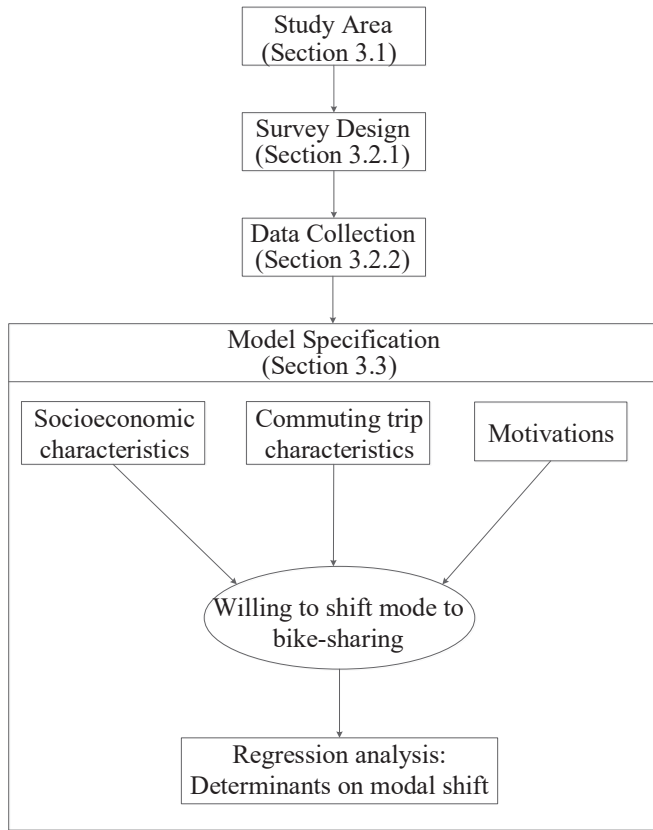 Study Area
(Section 3.1)
Survey Design
(Section 3.2.1)
Data Collection
(Section 3.2.2)
Model Specification
(Section 3.3)
Socioeconomic
characteristics
Commuting trip
characteristics
Motivations
Willing to shift mode to
bike-sharing
Regression analysis:
Determinants on modal shift